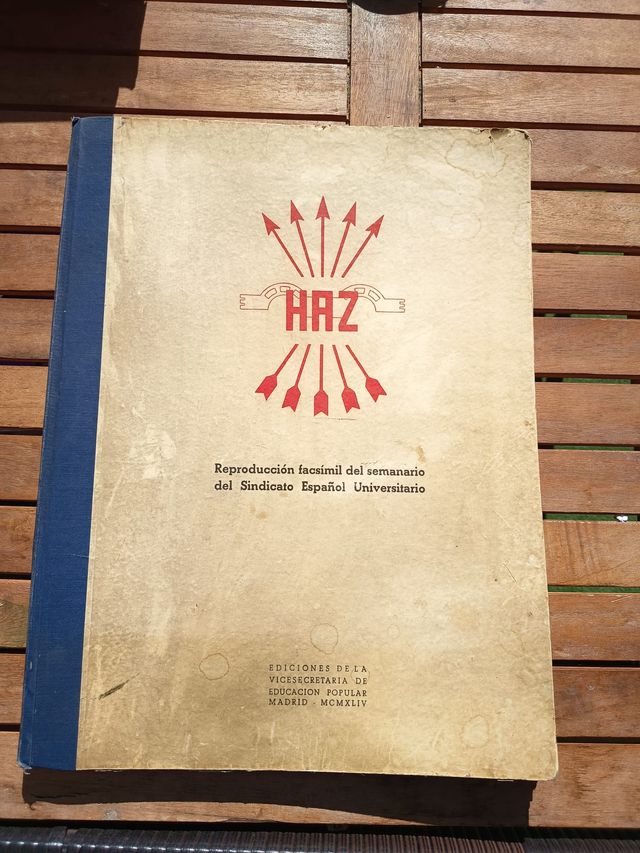 HAZ
Reproducción facsímil del semanario
del Sindicato Español Universitario
EDICIONES DE LA
VICESECRETARIA DE
EDUCACION POPULAR
MADRID - MCMXLIV